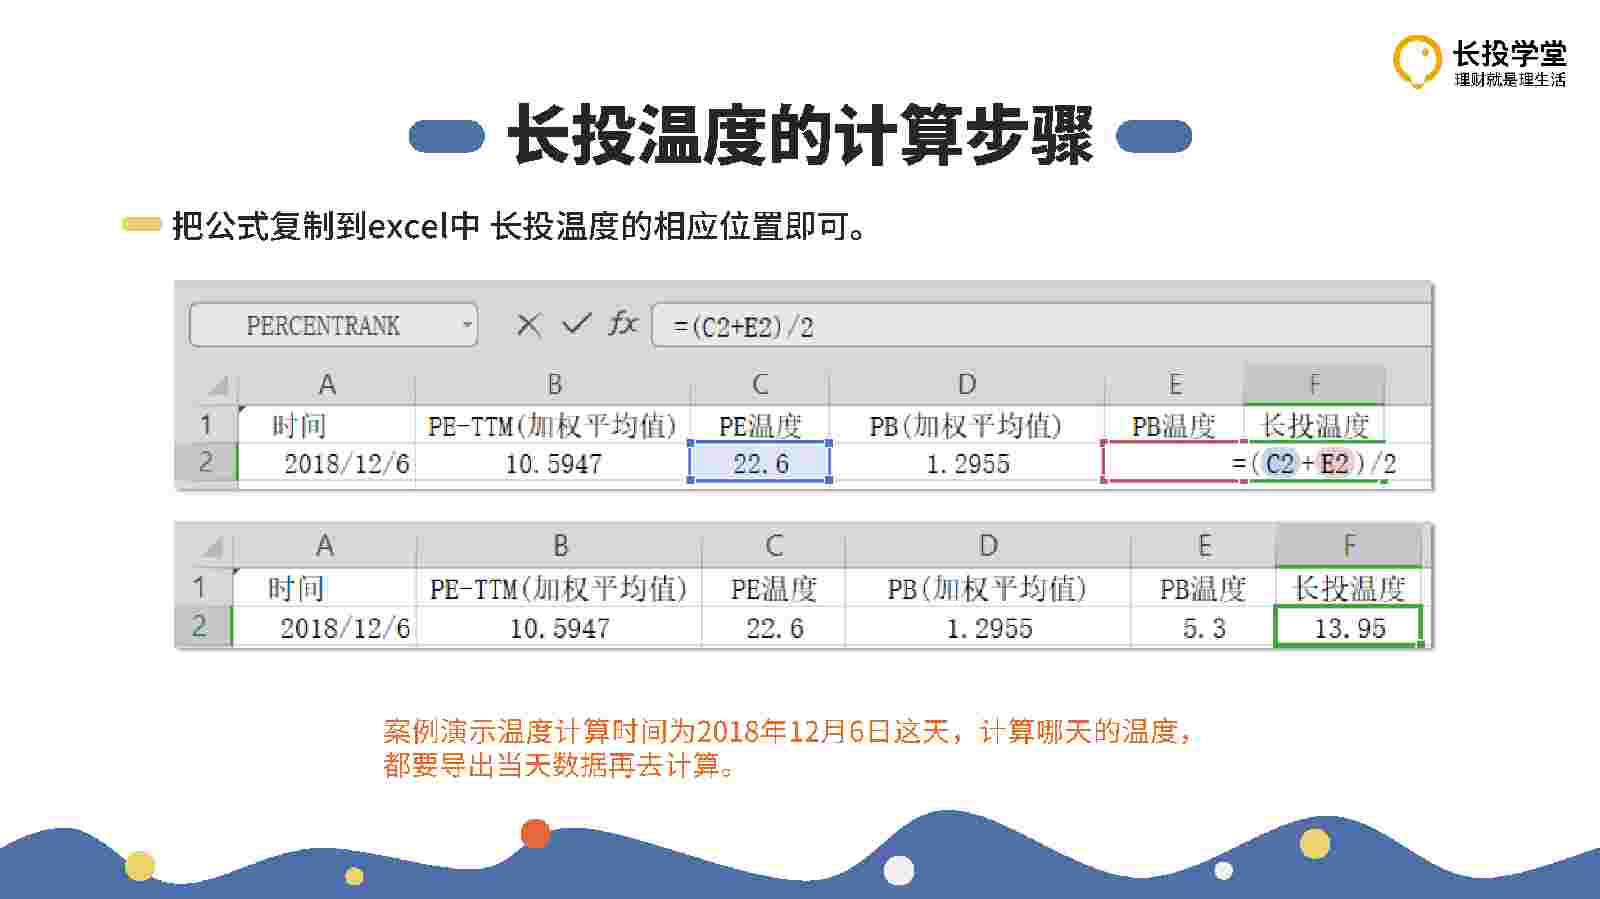 长投学堂
理财就是理生活
长投温度的计算步骤
把公式复制到excel中 长投温度的相应位置即可。
PERCENTRANK fx =(C2+E2)/2
A B C D E F
1 时间 PE-TTM(加权平均值) PE温度 PB(加权平均值) PB温度 长投温度
2 2018/12/6 10.5947 22.6 1.2955 =(C2+E2)/2
A B C D E F
1 时间 PE-TTM(加权平均值) PE温度 PB(加权平均值) PB温度 长投温度
2 2018/12/6 10.5947 22.6 1.2955 5.3 13.95
案例演示温度计算时间为2018年12月6日这天，计算哪天的温度，
都要导出当天数据再去计算。